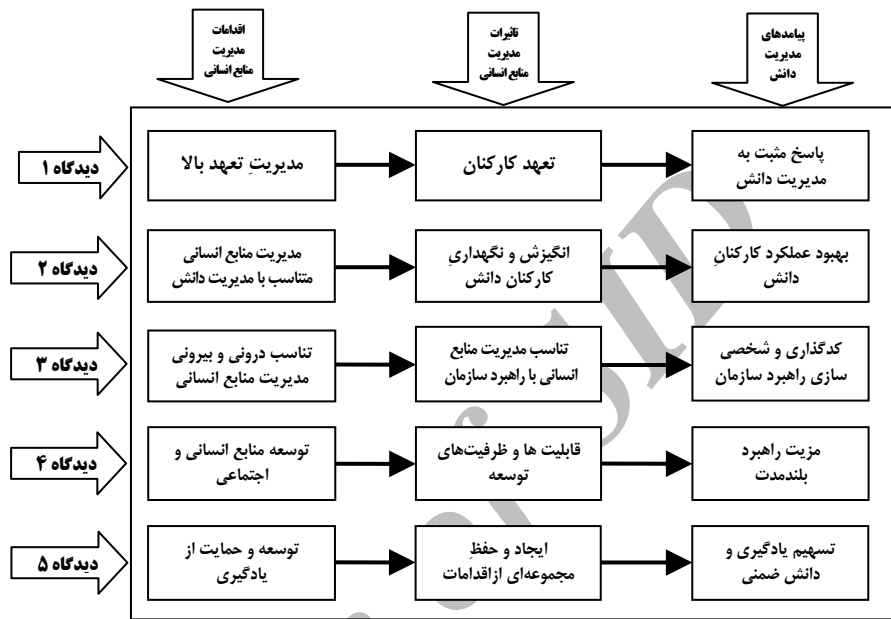 اقدامات
مدیریت
منابع انسانی
تاثیرات
مدیریت
منابع انسانی
پیامدهای
مدیریت
دانش
دیدگاه ۱
مدیریتِ تعهد بالا
تعهد کارکنان
پاسخ مثبت به
مدیریت دانش
دیدگاه ۲
مدیریت منابع انسانی
متناسب با مدیریت دانش
انگیزش و نگهداریِ
کارکنان دانش
بهبود عملکرد کارکنانِ
دانش
دیدگاه ۳
تناسب درونی و بیرونی
مدیریت منابع انسانی
تناسب مدیریت منابع
انسانی با راهبرد سازمان
کدگذاری و شخصی
سازی راهبرد سازمان
دیدگاه ۴
توسعه منابع انسانی و
اجتماعی
قابلیت ها و ظرفیت‌های
توسعه
مزیت راهبرد
بلندمدت
دیدگاه ۵
توسعه و حمایت از
یادگیری
ایجاد و حفظِ
مجموعه‌ای ازاقدامات
تسهیم یادگیری و
دانش ضمنی
of SID